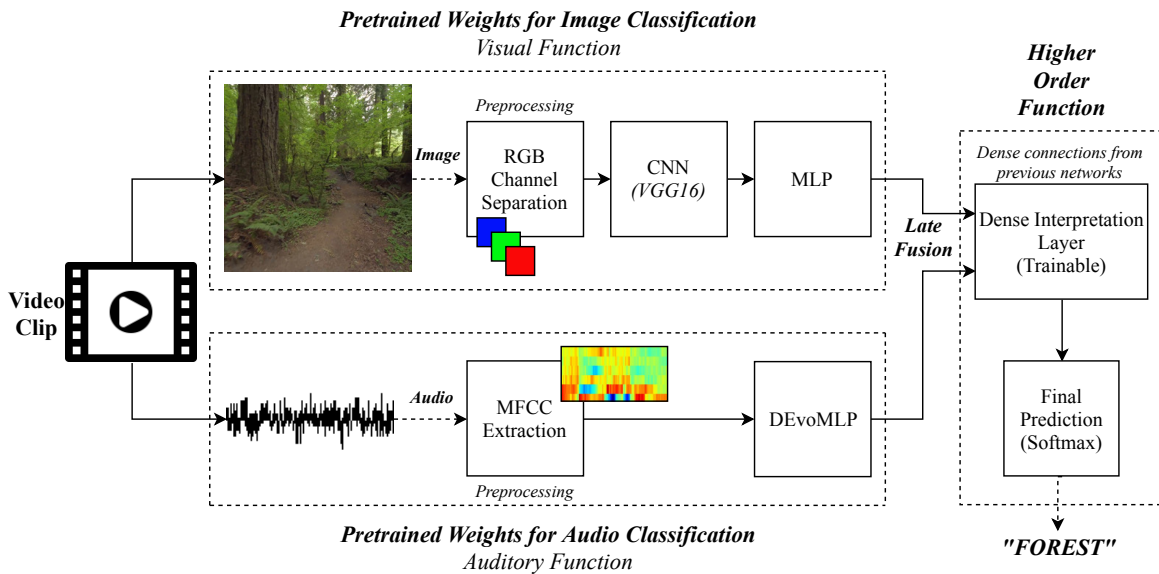 Pretrained Weights for Image Classification
Visual Function
Video
Clip
Image
Preprocessing
RGB
Channel
Separation
CNN
(VGG16)
MLP
Audio
MFCC
Extraction
Preprocessing
DEvoMLP
Pretrained Weights for Audio Classification
Auditory Function
Late
Fusion
Higher
Order
Function
Dense connections from
previous networks
Dense Interpretation
Layer
(Trainable)
Final
Prediction
(Softmax)
"FOREST"